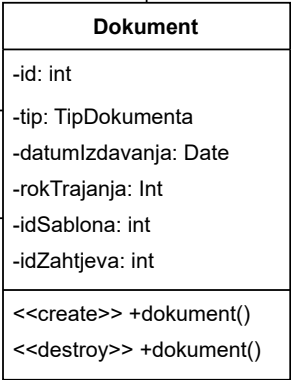 Dokument
-id: int
-tip: TipDokumenta
-datumIzdavanja: Date
-rokTrajanja: Int
-idSablona: int
-idZahtjeva: int
<<create>> +dokument()
<<destroy>> +dokument()